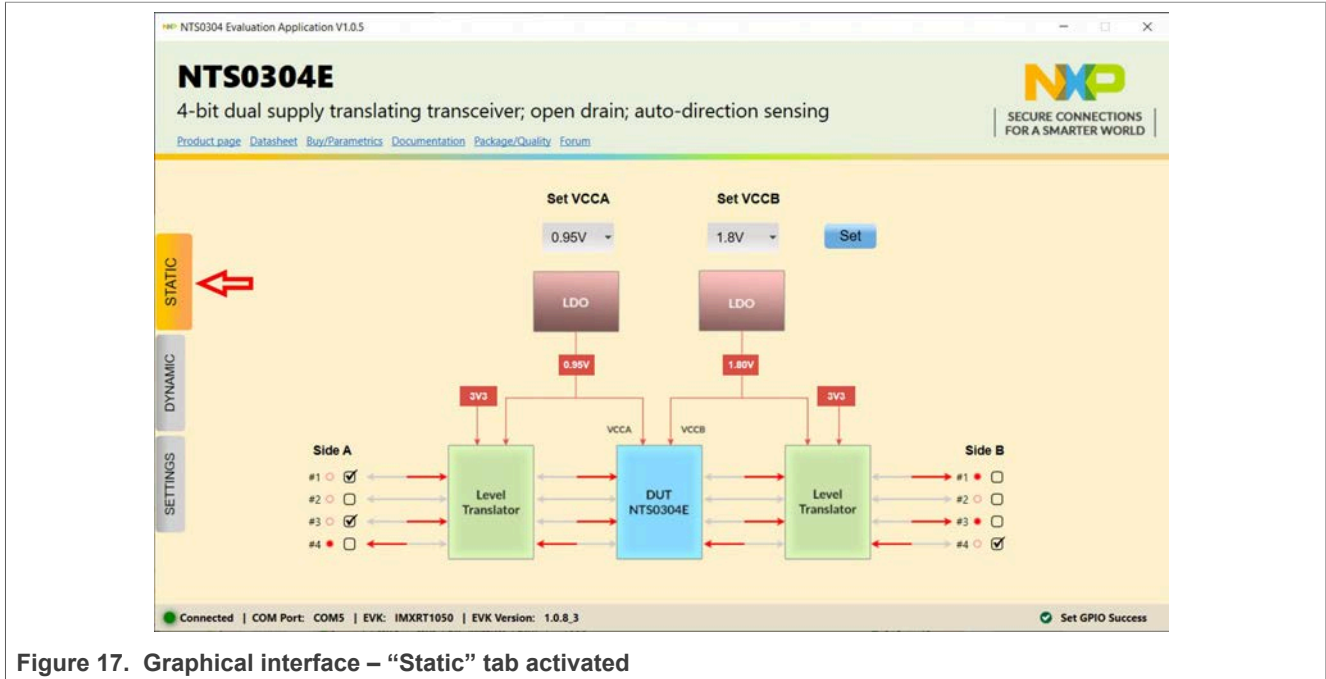 NXP NTS0304 Evaluation Application V1.0.5
NTS0304E
4-bit dual supply translating transceiver; open drain; auto-direction sensing
Product page Datasheet Buy/Parametrics Documentation Package/Quality Forum
NXP
SECURE CONNECTIONS
FOR A SMARTER WORLD
STATIC
DYNAMIC
SETTINGS
Set VCCA
Set VCCB
0.95V
1.8V
Set
LDO
LDO
0.95V
1.80V
3V3
3V3
VCCA
VCCB
Side A
#1
#2
#3
#4
Level
Translator
DUT
NTS0304E
Level
Translator
Side B
#1
#2
#3
#4
Connected | COM Port: COM5 | EVK: IMXRT1050 | EVK Version: 1.0.8_3
Set GPIO Success
Figure 17. Graphical interface – “Static” tab activated